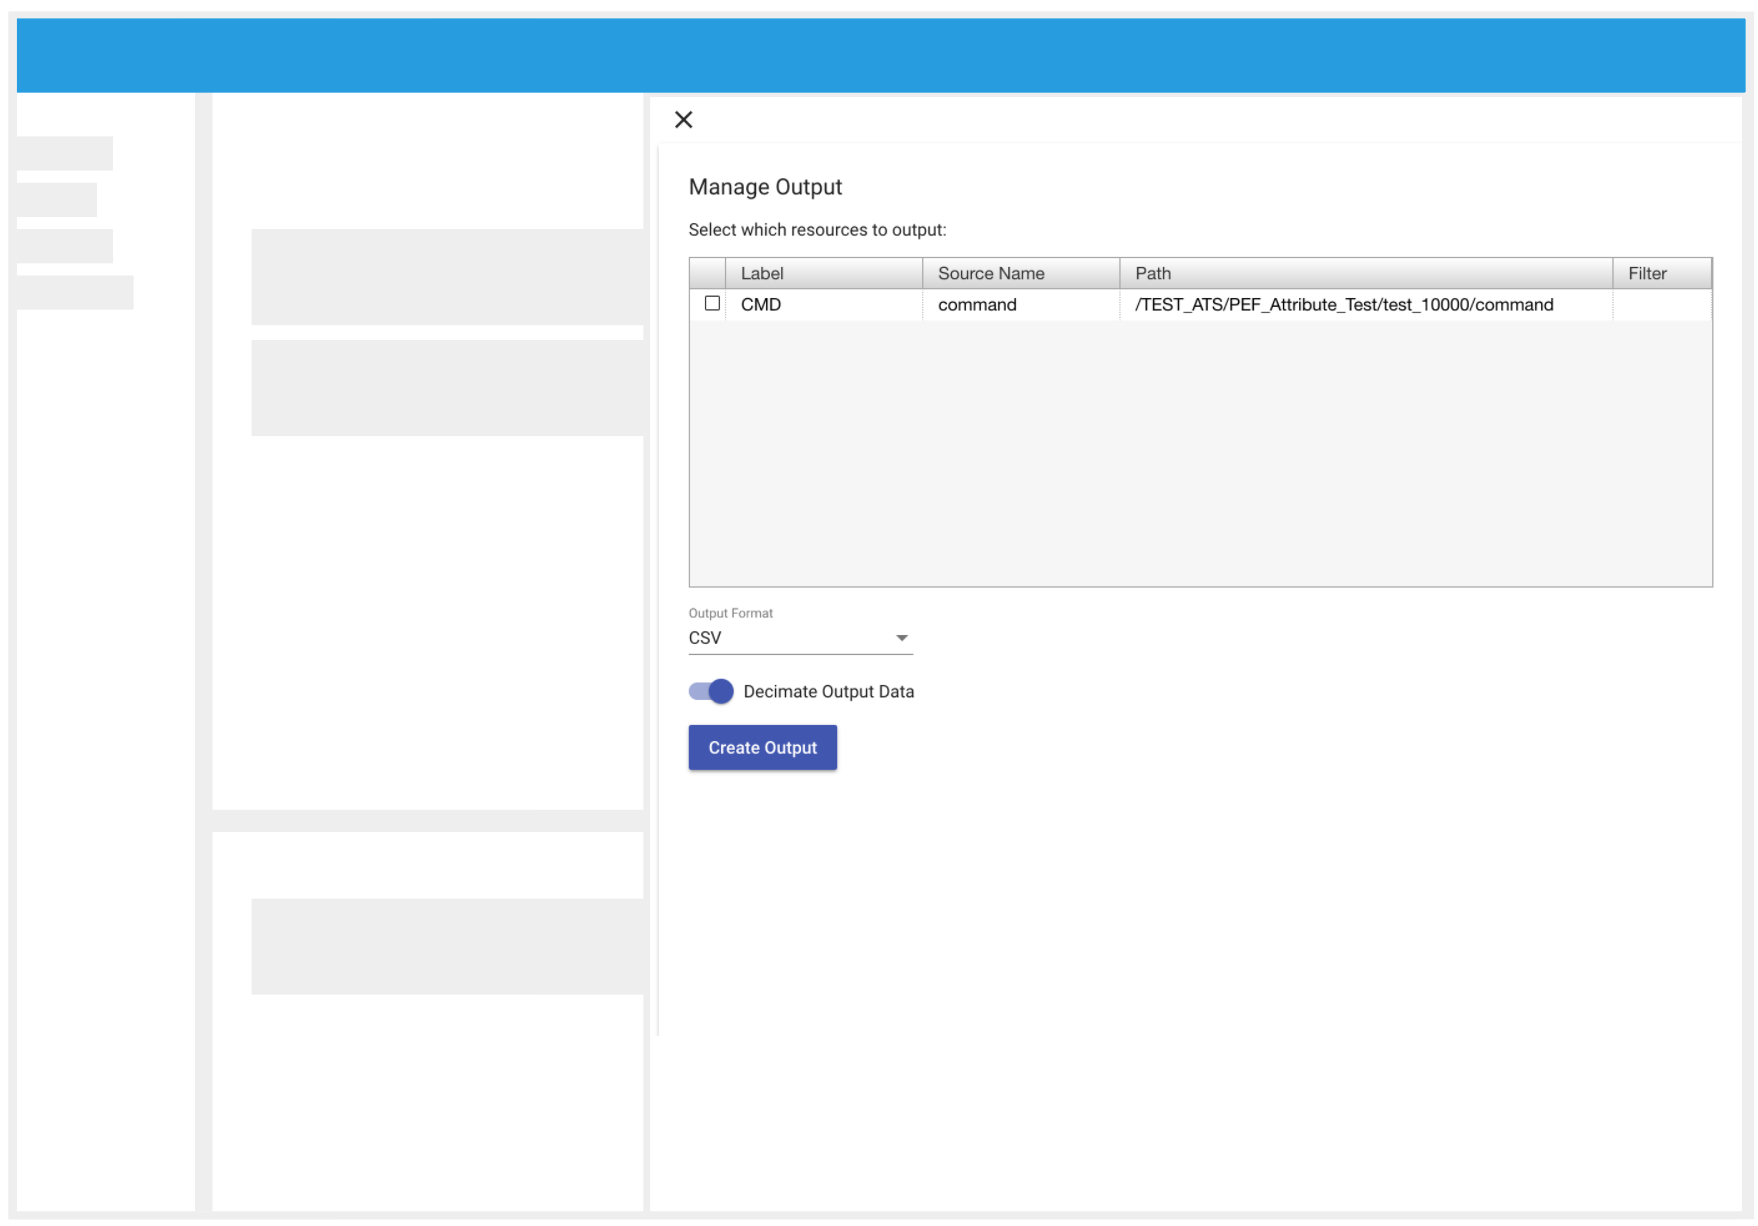 Manage Output
Select which resources to output:
Label Source Name Path Filter
CMD command /TEST_ATS/PEF_Attribute_Test/test_10000/command
Output Format
CSV
Decimate Output Data
Create Output